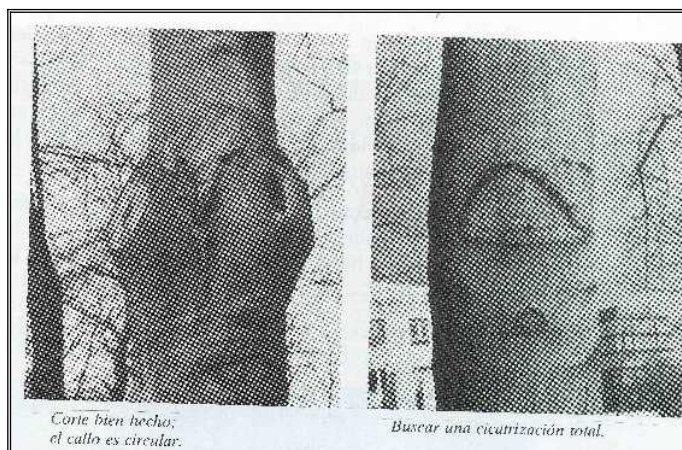 Corte bien hecho;
el callo es circular.
Buscar una cicatrización total.